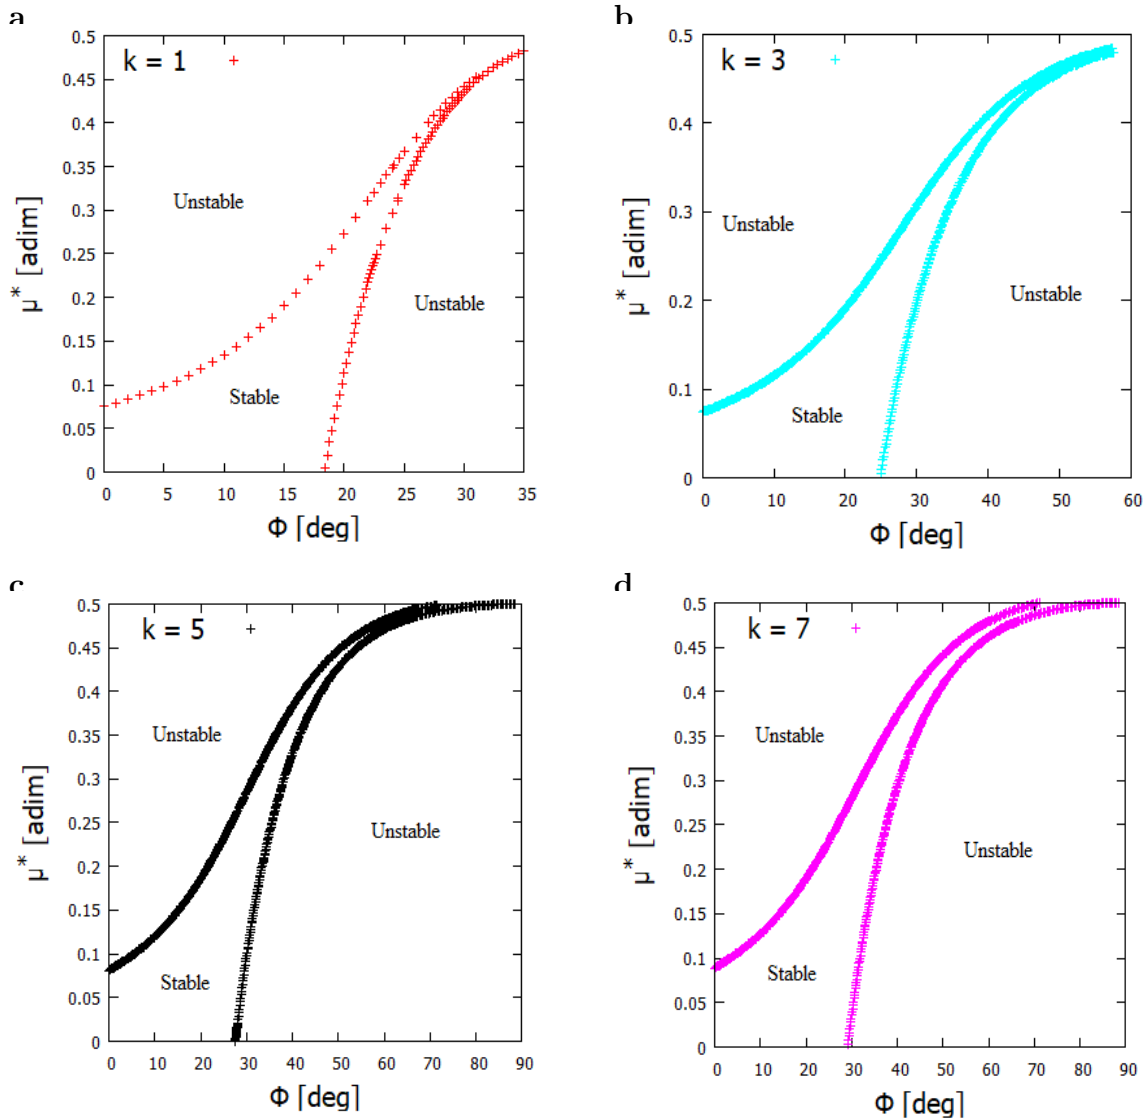 a
k = 1
0.5
0.45
0.4
0.35
0.3
0.25
0.2
0.15
0.1
0.05
0
μ* [adim]
Unstable
Unstable
Stable
0 5 10 15 20 25 30 35
Φ [deg]
b
k = 3
0.5
0.4
0.3
0.2
0.1
0
μ* [adim]
Unstable
Unstable
Stable
0 10 20 30 40 50 60
Φ [deg]
c
k = 5
0.5
0.45
0.4
0.35
0.3
0.25
0.2
0.15
0.1
0.05
0
μ* [adim]
Unstable
Unstable
Stable
0 10 20 30 40 50 60 70 80 90
Φ [deg]
d
k = 7
0.5
0.45
0.4
0.35
0.3
0.25
0.2
0.15
0.1
0.05
0
μ* [adim]
Unstable
Unstable
Stable
0 10 20 30 40 50 60 70 80 90
Φ [deg]